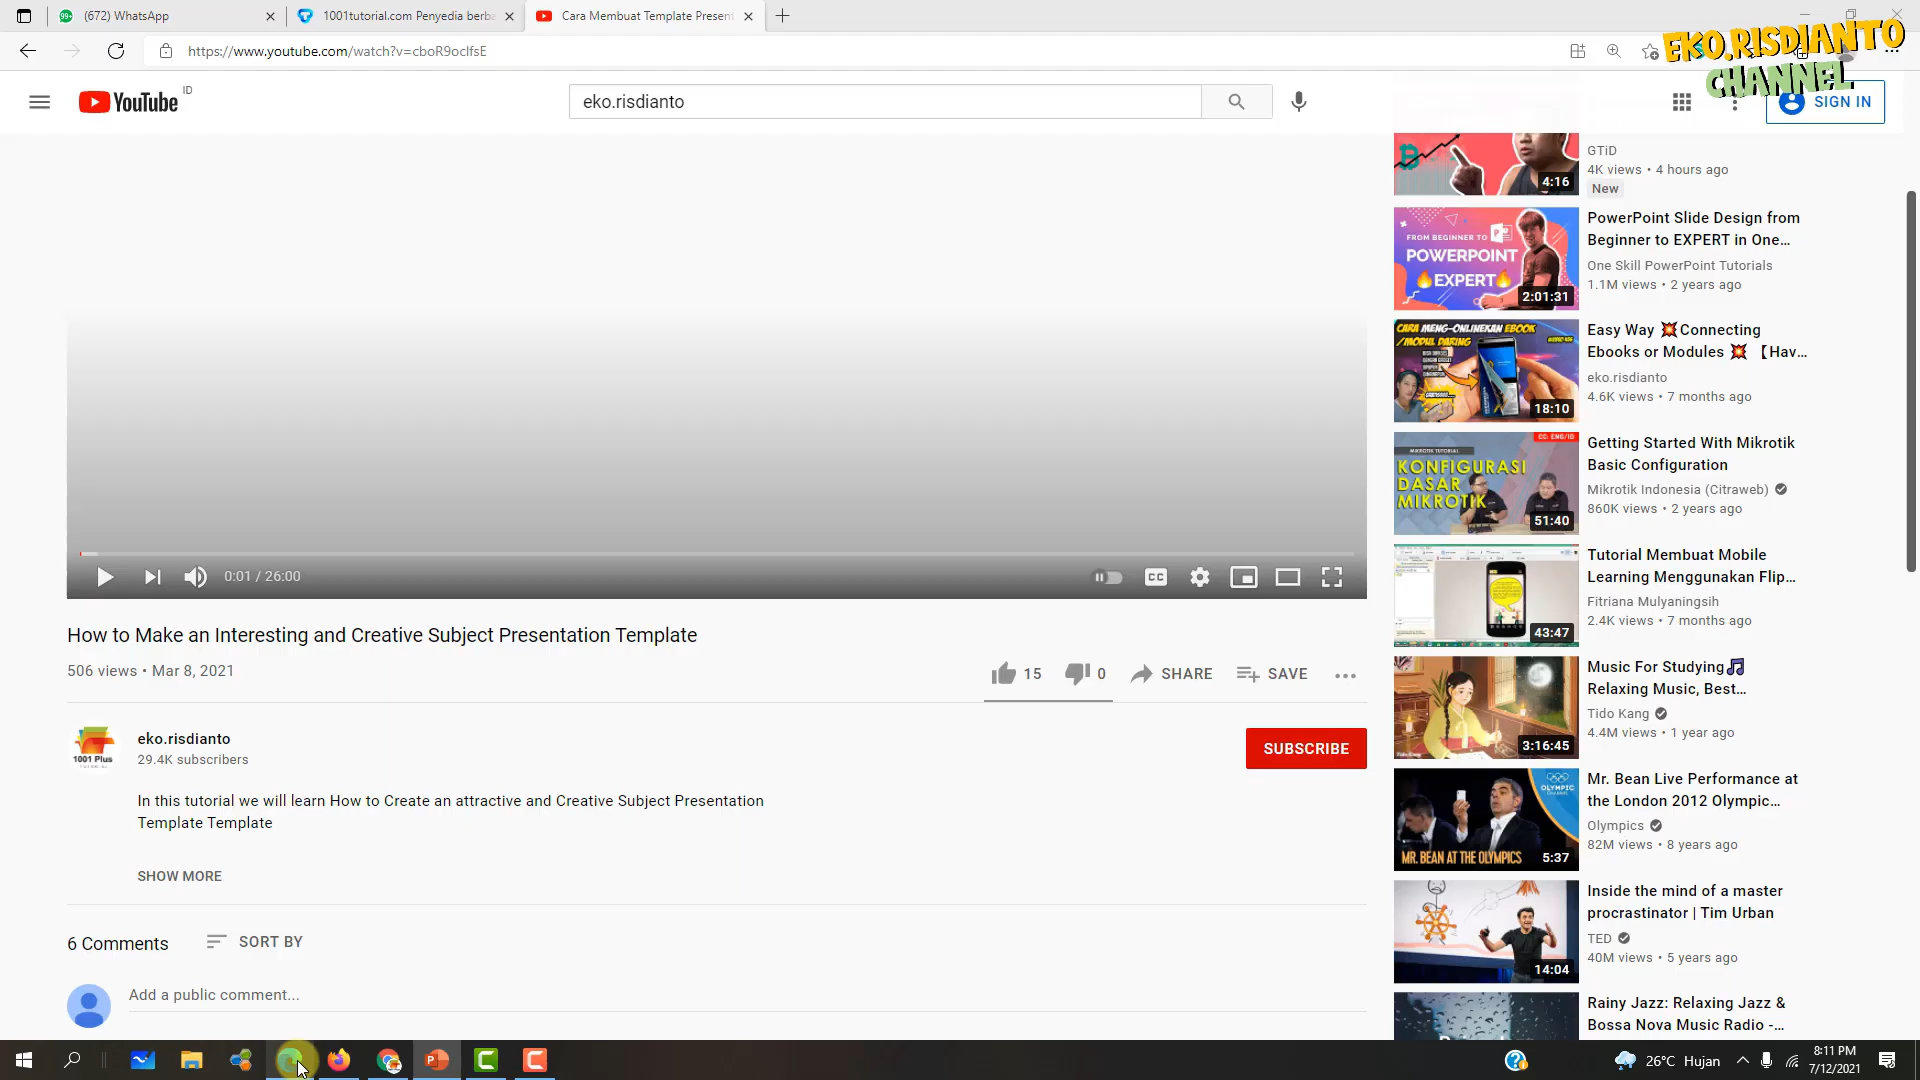 (672) WhatsApp
1001tutorial.com Penyedia berba
Cara Membuat Template Present
https://www.youtube.com/watch?v=cboR9oclfsE
EKO.RISDIANTO
CHANNEL
YouTube ID
eko.risdianto
SIGN IN
4:16
GTiD
4K views • 4 hours ago
New
FROM BEGINNER TO
POWERPOINT
EXPERT
2:01:31
PowerPoint Slide Design from
Beginner to EXPERT in One...
One Skill PowerPoint Tutorials
1.1M views • 2 years ago
CARA MENG-ONLINEKAN EBOOK
/MODUL DARING
18:10
Easy Way 💥Connecting
Ebooks or Modules 💥 【Hav...
eko.risdianto
4.6K views • 7 months ago
CC: ENG/ID
MIKROTIK TUTORIAL
KONFIGURASI
DASAR
MIKROTIK
51:40
Getting Started With Mikrotik
Basic Configuration
Mikrotik Indonesia (Citraweb)
860K views • 2 years ago
43:47
Tutorial Membuat Mobile
Learning Menggunakan Flip...
Fitriana Mulyaningsih
2.4K views • 7 months ago
3:16:45
Music For Studying🎵
Relaxing Music, Best...
Tido Kang
4.4M views • 1 year ago
OLYMPIC
CHANNEL
MR. BEAN AT THE OLYMPICS
5:37
Mr. Bean Live Performance at
the London 2012 Olympic...
Olympics
82M views • 8 years ago
14:04
Inside the mind of a master
procrastinator | Tim Urban
TED
40M views • 5 years ago
Rainy Jazz: Relaxing Jazz &
Bossa Nova Music Radio -...
0:01 / 26:00
CC
How to Make an Interesting and Creative Subject Presentation Template
506 views • Mar 8, 2021
15
0
SHARE
SAVE
1001 Plus
eko.risdianto
29.4K subscribers
SUBSCRIBE
In this tutorial we will learn How to Create an attractive and Creative Subject Presentation
Template Template
SHOW MORE
6 Comments
SORT BY
Add a public comment...
26°C Hujan
8:11 PM
7/12/2021